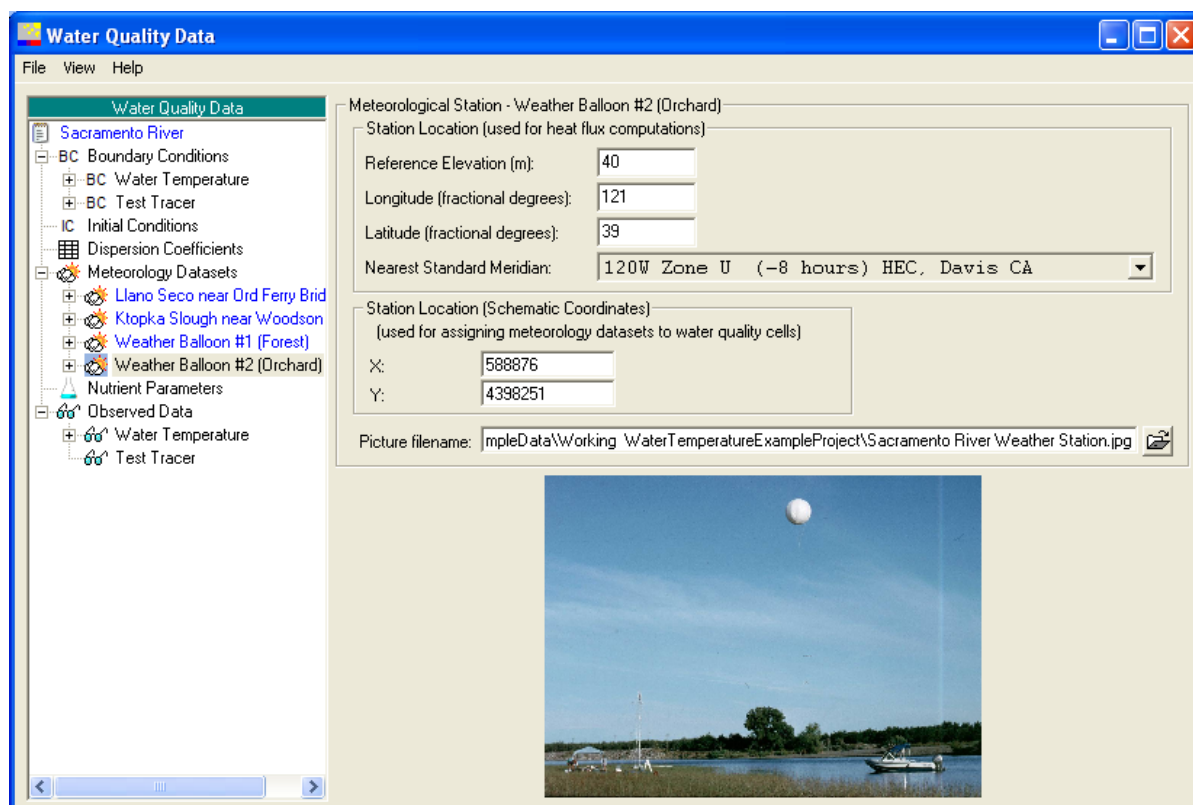 Water Quality Data
File View Help
Water Quality Data
Sacramento River
BC Boundary Conditions
BC Water Temperature
BC Test Tracer
IC Initial Conditions
Dispersion Coefficients
Meteorology Datasets
Llano Seco near Ord Ferry Brid
Ktopka Slough near Woodson
Weather Balloon #1 (Forest)
Weather Balloon #2 (Orchard)
Nutrient Parameters
Observed Data
Water Temperature
Test Tracer
Meteorological Station - Weather Balloon #2 (Orchard)
Station Location (used for heat flux computations)
Reference Elevation (m): 40
Longitude (fractional degrees): 121
Latitude (fractional degrees): 39
Nearest Standard Meridian: 120W Zone U (-8 hours) HEC, Davis CA
Station Location (Schematic Coordinates)
(used for assigning meteorology datasets to water quality cells)
X: 588876
Y: 4398251
Picture filename: mpleData\Working WaterTemperatureExampleProject\Sacramento River Weather Station.jpg